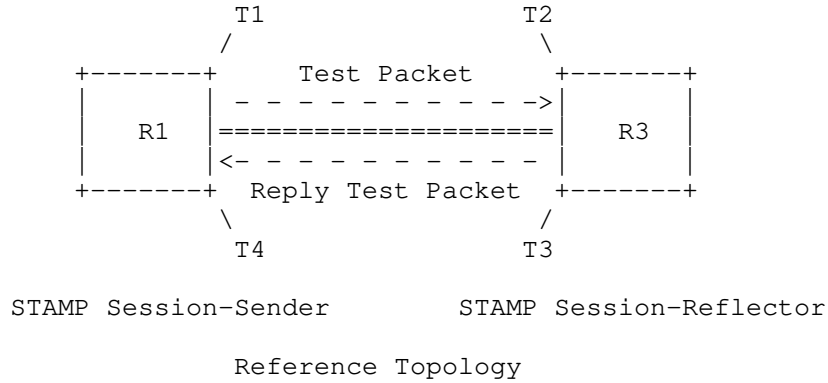 T1 T2
Test Packet
R1 R3
Reply Test Packet
T4 T3
STAMP Session-Sender STAMP Session-Reflector
Reference Topology